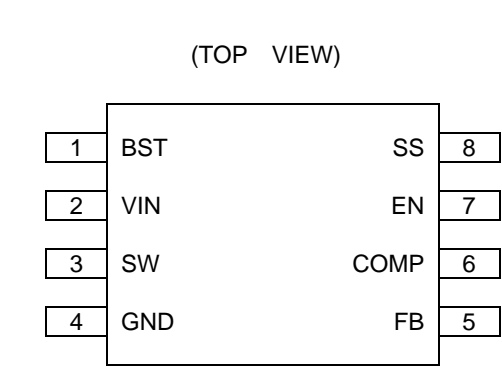 (TOP VIEW)
1 BST SS 8
2 VIN EN 7
3 SW COMP 6
4 GND FB 5